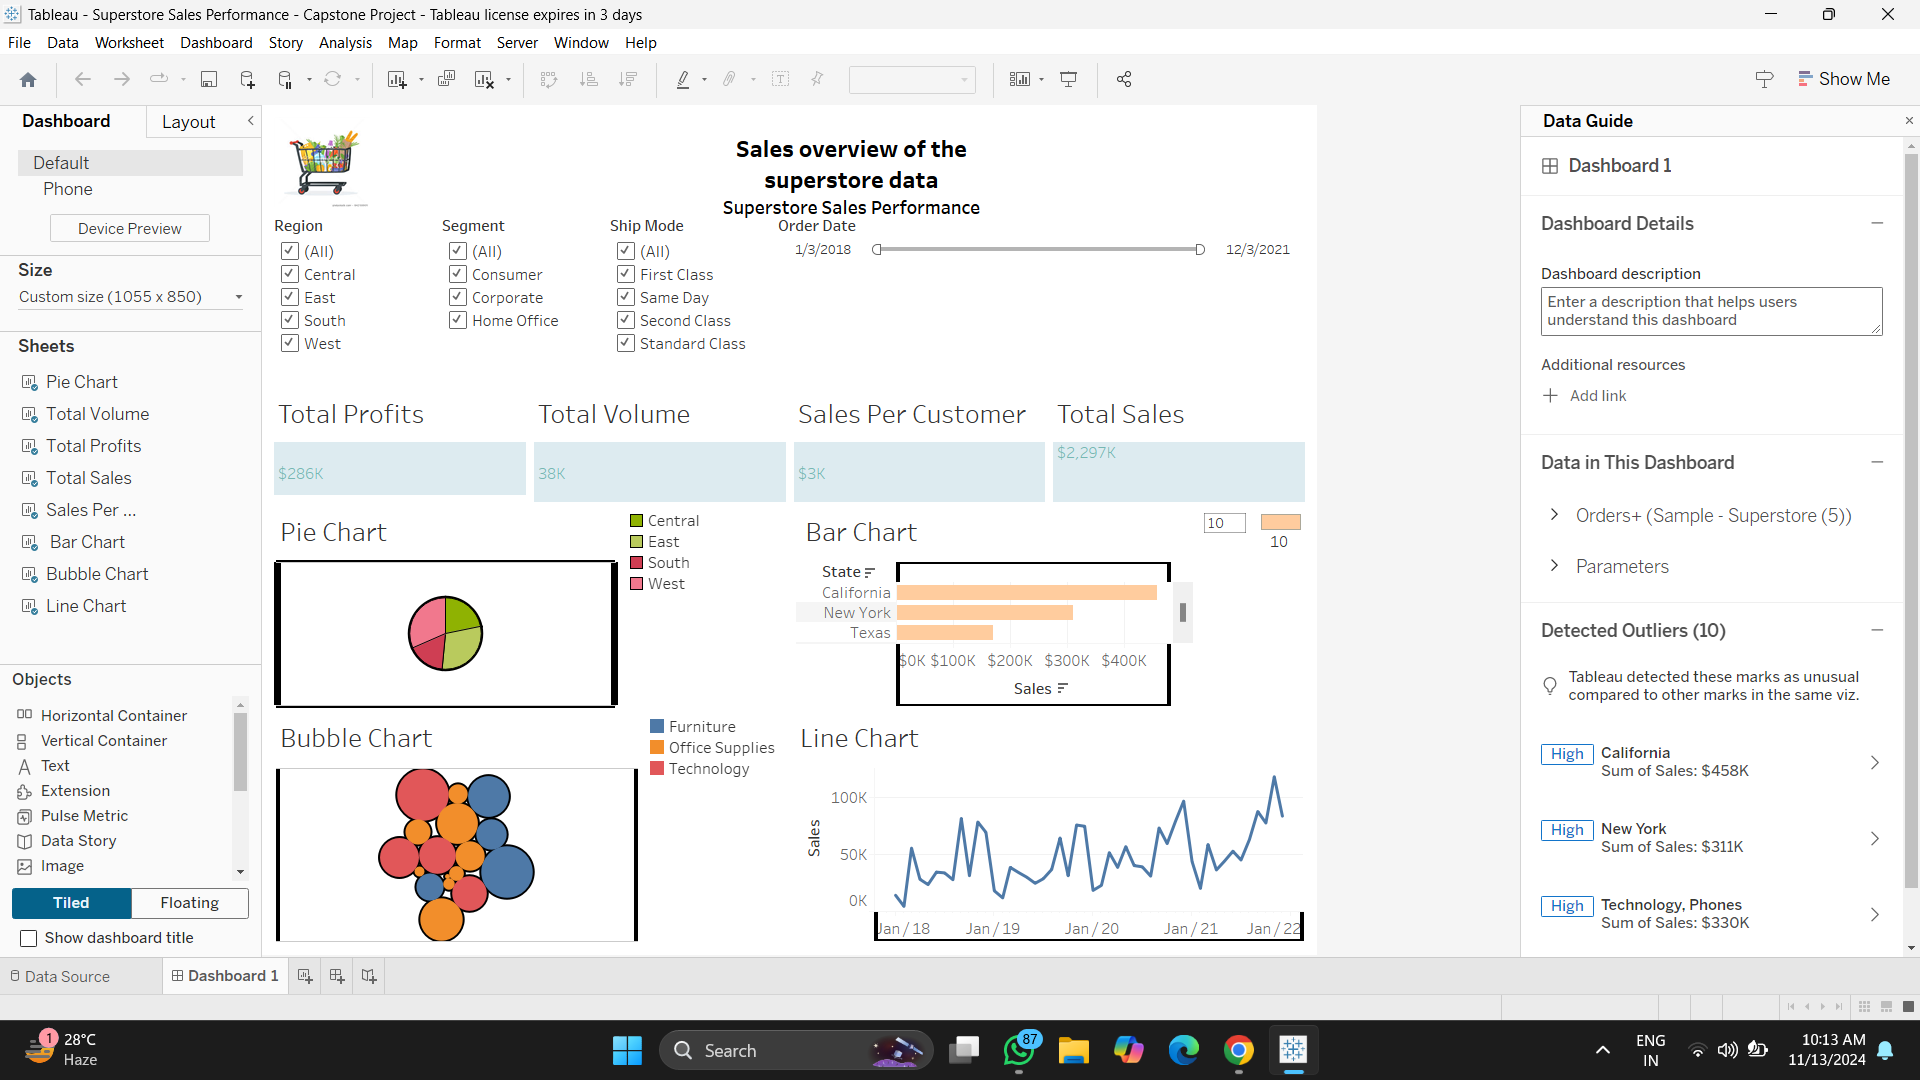 Tableau - Superstore Sales Performance - Capstone Project - Tableau license expires in 3 days
File Data Worksheet Dashboard Story Analysis Map Format Server Window Help
Show Me
Dashboard Layout
Default
Phone
Device Preview
Size
Custom size (1055 x 850)
Sheets
Pie Chart
Total Volume
Total Profits
Total Sales
Sales Per ...
Bar Chart
Bubble Chart
Line Chart
Objects
Horizontal Container
Vertical Container
Text
Extension
Pulse Metric
Data Story
Image
Tiled Floating
Show dashboard title
Sales overview of the
superstore data
Superstore Sales Performance
Region
(All)
Central
East
South
West
Segment
(All)
Consumer
Corporate
Home Office
Ship Mode
(All)
First Class
Same Day
Second Class
Standard Class
Order Date
1/3/2018 12/3/2021
Total Profits
$286K
Total Volume
38K
Sales Per Customer
$3K
Total Sales
$2,297K
Pie Chart
Central
East
South
West
Bar Chart
10
10
State
California
New York
Texas
$0K $100K $200K $300K $400K
Sales
Bubble Chart
Furniture
Office Supplies
Technology
Line Chart
Sales
100K
50K
0K
Jan / 18 Jan / 19 Jan / 20 Jan / 21 Jan / 22
Data Guide
Dashboard 1
Dashboard Details
Dashboard description
Enter a description that helps users
understand this dashboard
Additional resources
Add link
Data in This Dashboard
Orders+ (Sample - Superstore (5))
Parameters
Detected Outliers (10)
Tableau detected these marks as unusual
compared to other marks in the same viz.
High California
Sum of Sales: $458K
High New York
Sum of Sales: $311K
High Technology, Phones
Sum of Sales: $330K
Data Source Dashboard 1
1
28°C
Haze
Search
87
ENG
IN
10:13 AM
11/13/2024